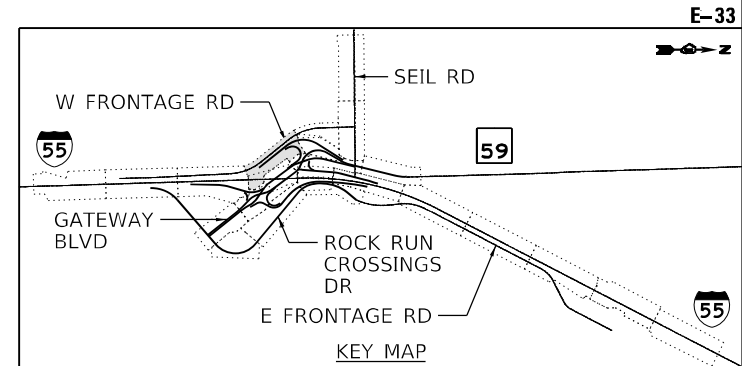 E-33
N
SEIL RD
W FRONTAGE RD
55
59
GATEWAY
BLVD
ROCK RUN
CROSSINGS
DR
E FRONTAGE RD
55
KEY MAP